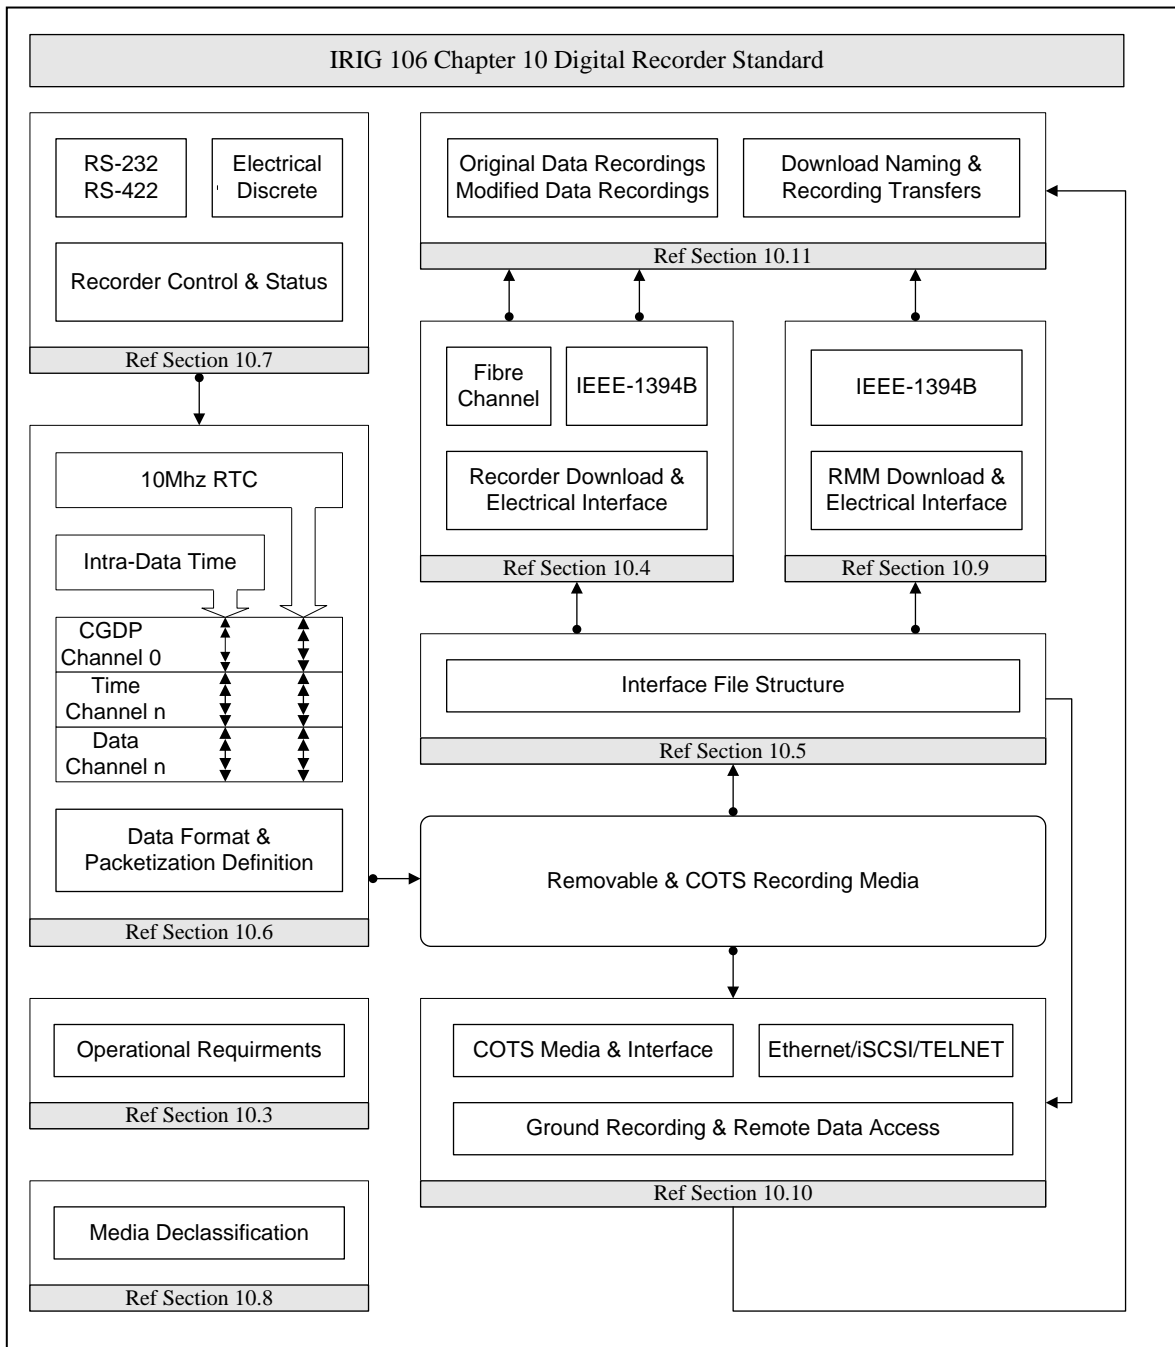 IRIG 106 Chapter 10 Digital Recorder Standard
RS-232
RS-422
Electrical
Discrete
Recorder Control & Status
Ref Section 10.7
10Mhz RTC
Intra-Data Time
CGDP
Channel 0
Time
Channel n
Data
Channel n
Data Format &
Packetization Definition
Ref Section 10.6
Operational Requirments
Ref Section 10.3
Media Declassification
Ref Section 10.8
Original Data Recordings
Modified Data Recordings
Download Naming &
Recording Transfers
Ref Section 10.11
Fibre
Channel
IEEE-1394B
Recorder Download &
Electrical Interface
Ref Section 10.4
IEEE-1394B
RMM Download &
Electrical Interface
Ref Section 10.9
Interface File Structure
Ref Section 10.5
Removable & COTS Recording Media
COTS Media & Interface
Ethernet/iSCSI/TELNET
Ground Recording & Remote Data Access
Ref Section 10.10